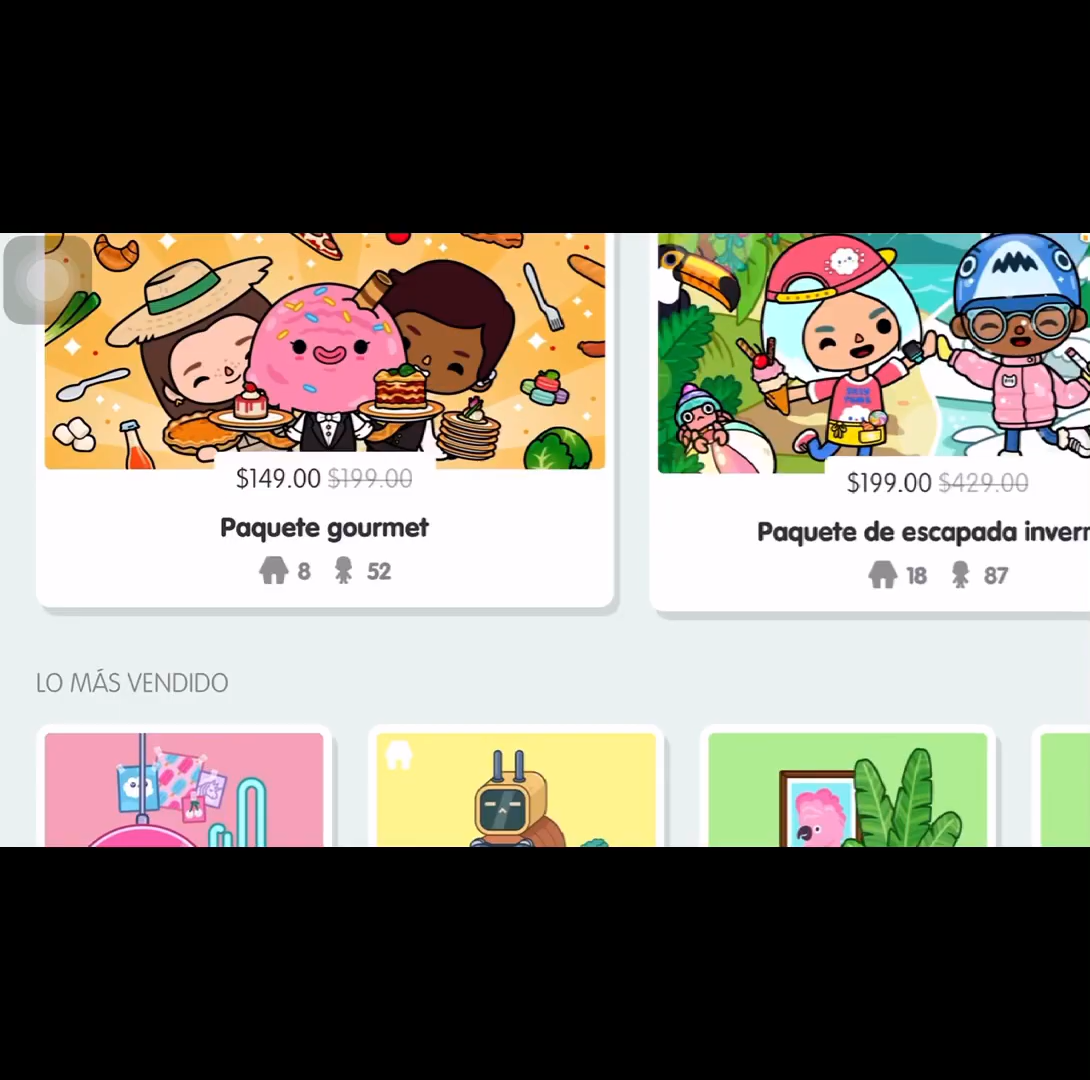 $149.00 $199.00
Paquete gourmet
8 52
$199.00 $429.00
Paquete de escapada
18 87
LO MÁS VENDIDO